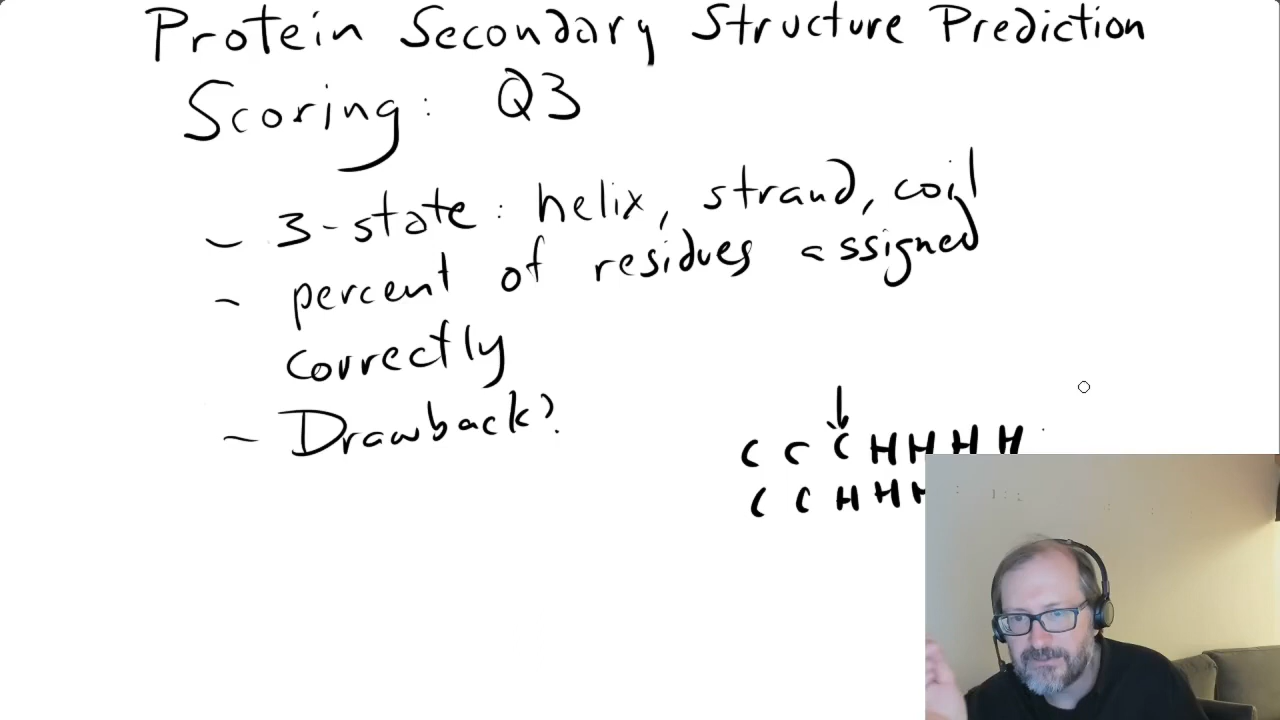 Protein Secondary Structure Prediction
Scoring: Q3
- 3-state: helix, strand, coil
- percent of residues assigned
correctly
- Drawback?
C C C H H H H
C C H H H